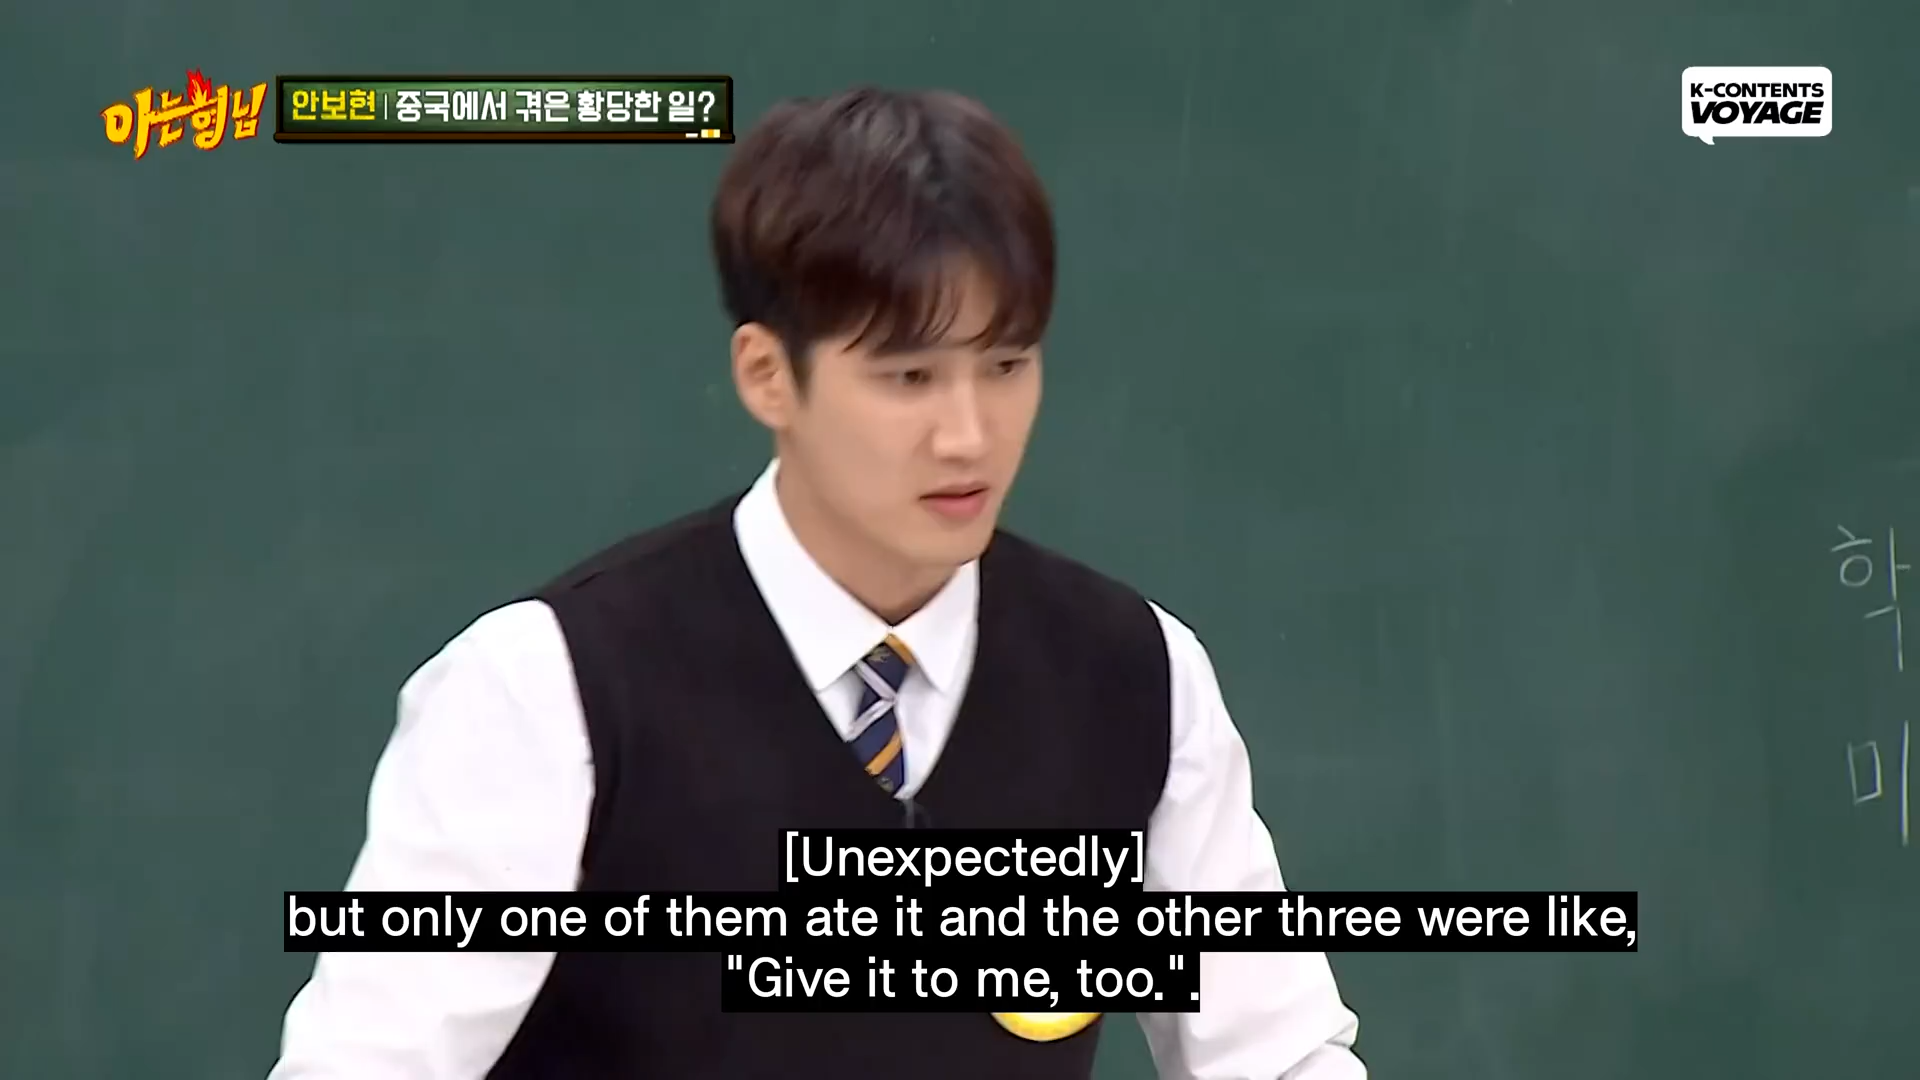 아는형님
안보현 | 중국에서 겪은 황당한 일?
K-CONTENTS
VOYAGE
학
미
[Unexpectedly]
but only one of them ate it and the other three were like,
"Give it to me, too.".